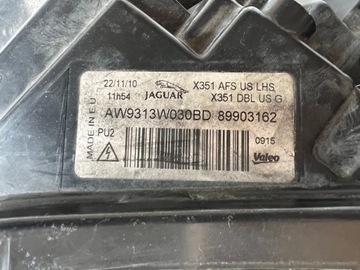 22/11/10
11h54
JAGUAR
X351 AFS US LHS
X351 DBL US G
MADE IN EU
AW9313W030BD 89903162
PU2
0915
Valeo